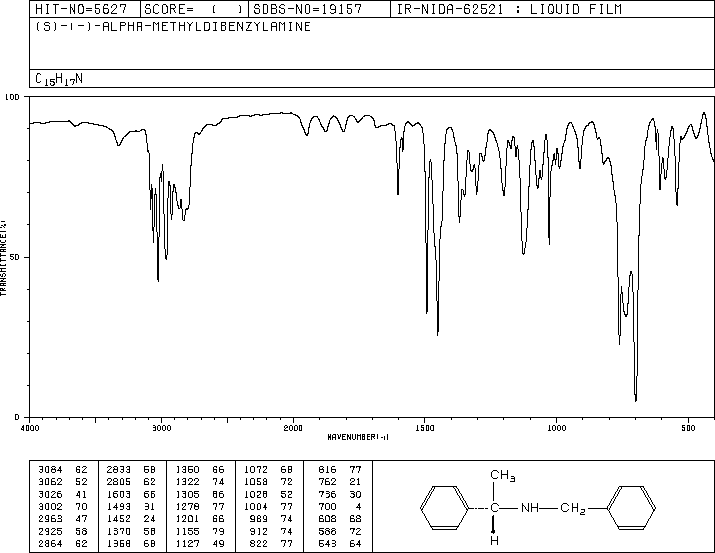 HIT-NO=5627 SCORE= ( ) SDBS-NO=19157 IR-NIDA-62521 : LIQUID FILM
(S)-(-)-ALPHA-METHYLDIBENZYLAMINE
C15H17N
100
50
0
TRANSMITTANCE(%)
4000 3000 2000 1500 1000 500
WAVENUMBER(-1)
3084 62 2833 68 1360 66 1072 68 816 77
3062 52 2805 62 1322 74 1058 72 762 21
3026 41 1603 66 1305 86 1028 52 736 30
3002 70 1493 31 1278 77 1004 77 700 4
2963 47 1452 24 1201 66 989 74 608 68
2925 58 1370 58 1155 79 912 74 588 72
2864 62 1368 68 1127 49 822 77 543 64
CH3
C NH CH2
H